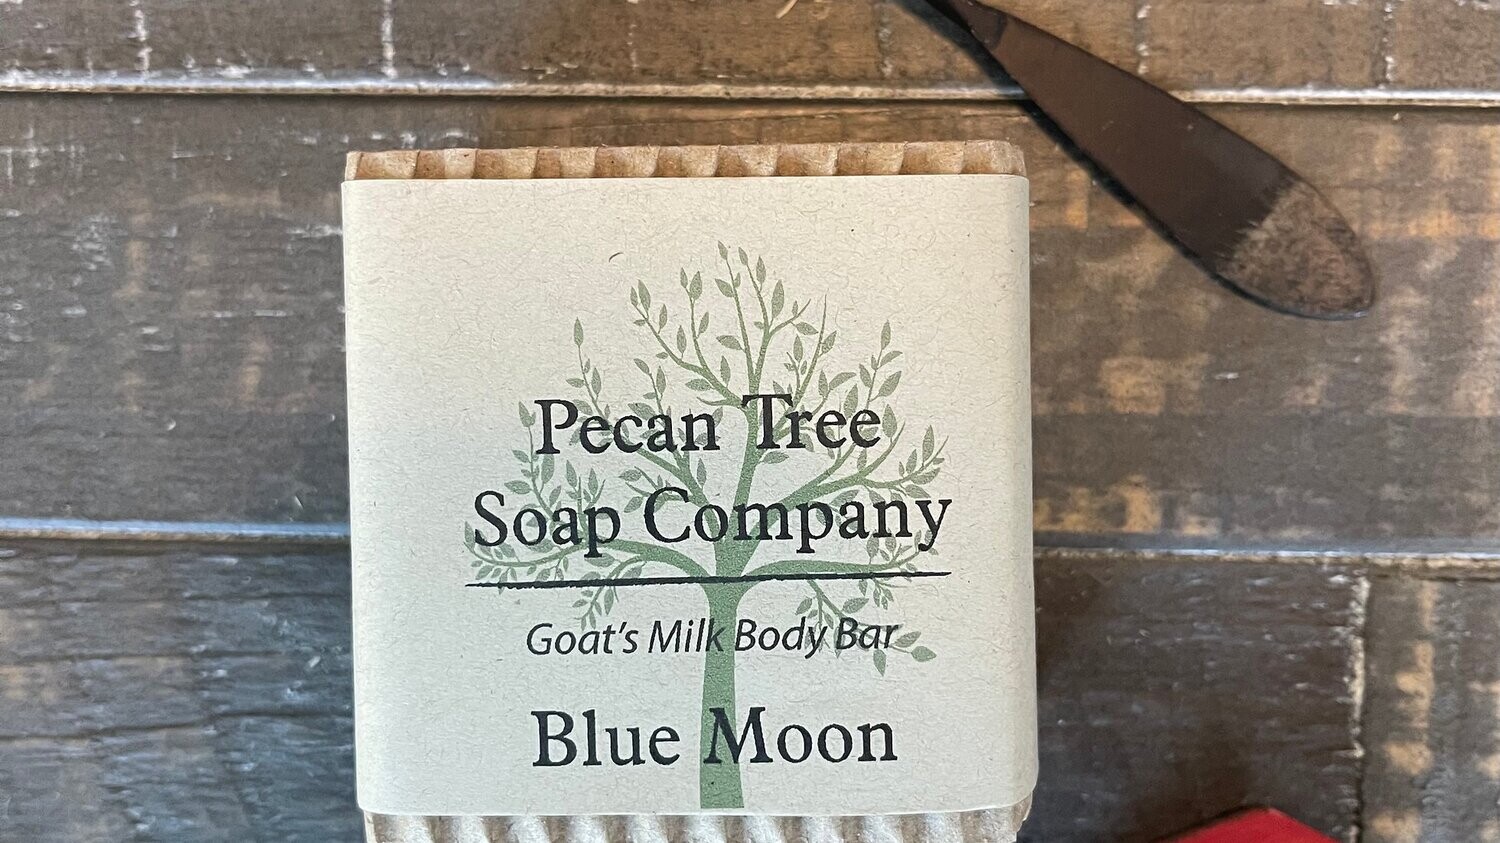 Pecan Tree
Soap Company
Goat's Milk Body Bar
Blue Moon